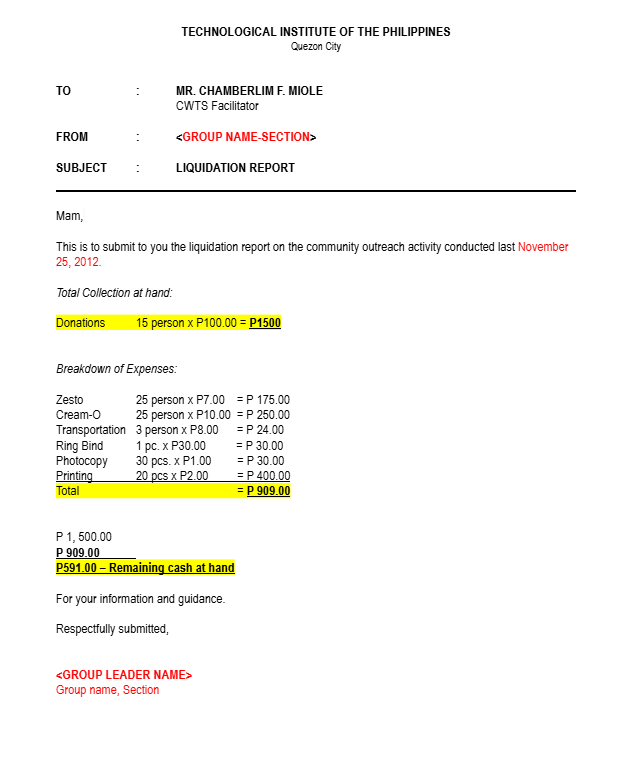 TECHNOLOGICAL INSTITUTE OF THE PHILIPPINES
Quezon City
TO : MR. CHAMBERLIM F. MIOLE
CWTS Facilitator
FROM : <GROUP NAME-SECTION>
SUBJECT : LIQUIDATION REPORT
Mam,
This is to submit to you the liquidation report on the community outreach activity conducted last November
25, 2012.
Total Collection at hand:
Donations 15 person x P100.00 = P1500
Breakdown of Expenses:
Zesto 25 person x P7.00 = P 175.00
Cream-O 25 person x P10.00 = P 250.00
Transportation 3 person x P8.00 = P 24.00
Ring Bind 1 pc. x P30.00 = P 30.00
Photocopy 30 pcs. x P1.00 = P 30.00
Printing 20 pcs x P2.00 = P 400.00
Total = P 909.00
P 1, 500.00
P 909.00
P591.00 – Remaining cash at hand
For your information and guidance.
Respectfully submitted,
<GROUP LEADER NAME>
Group name, Section